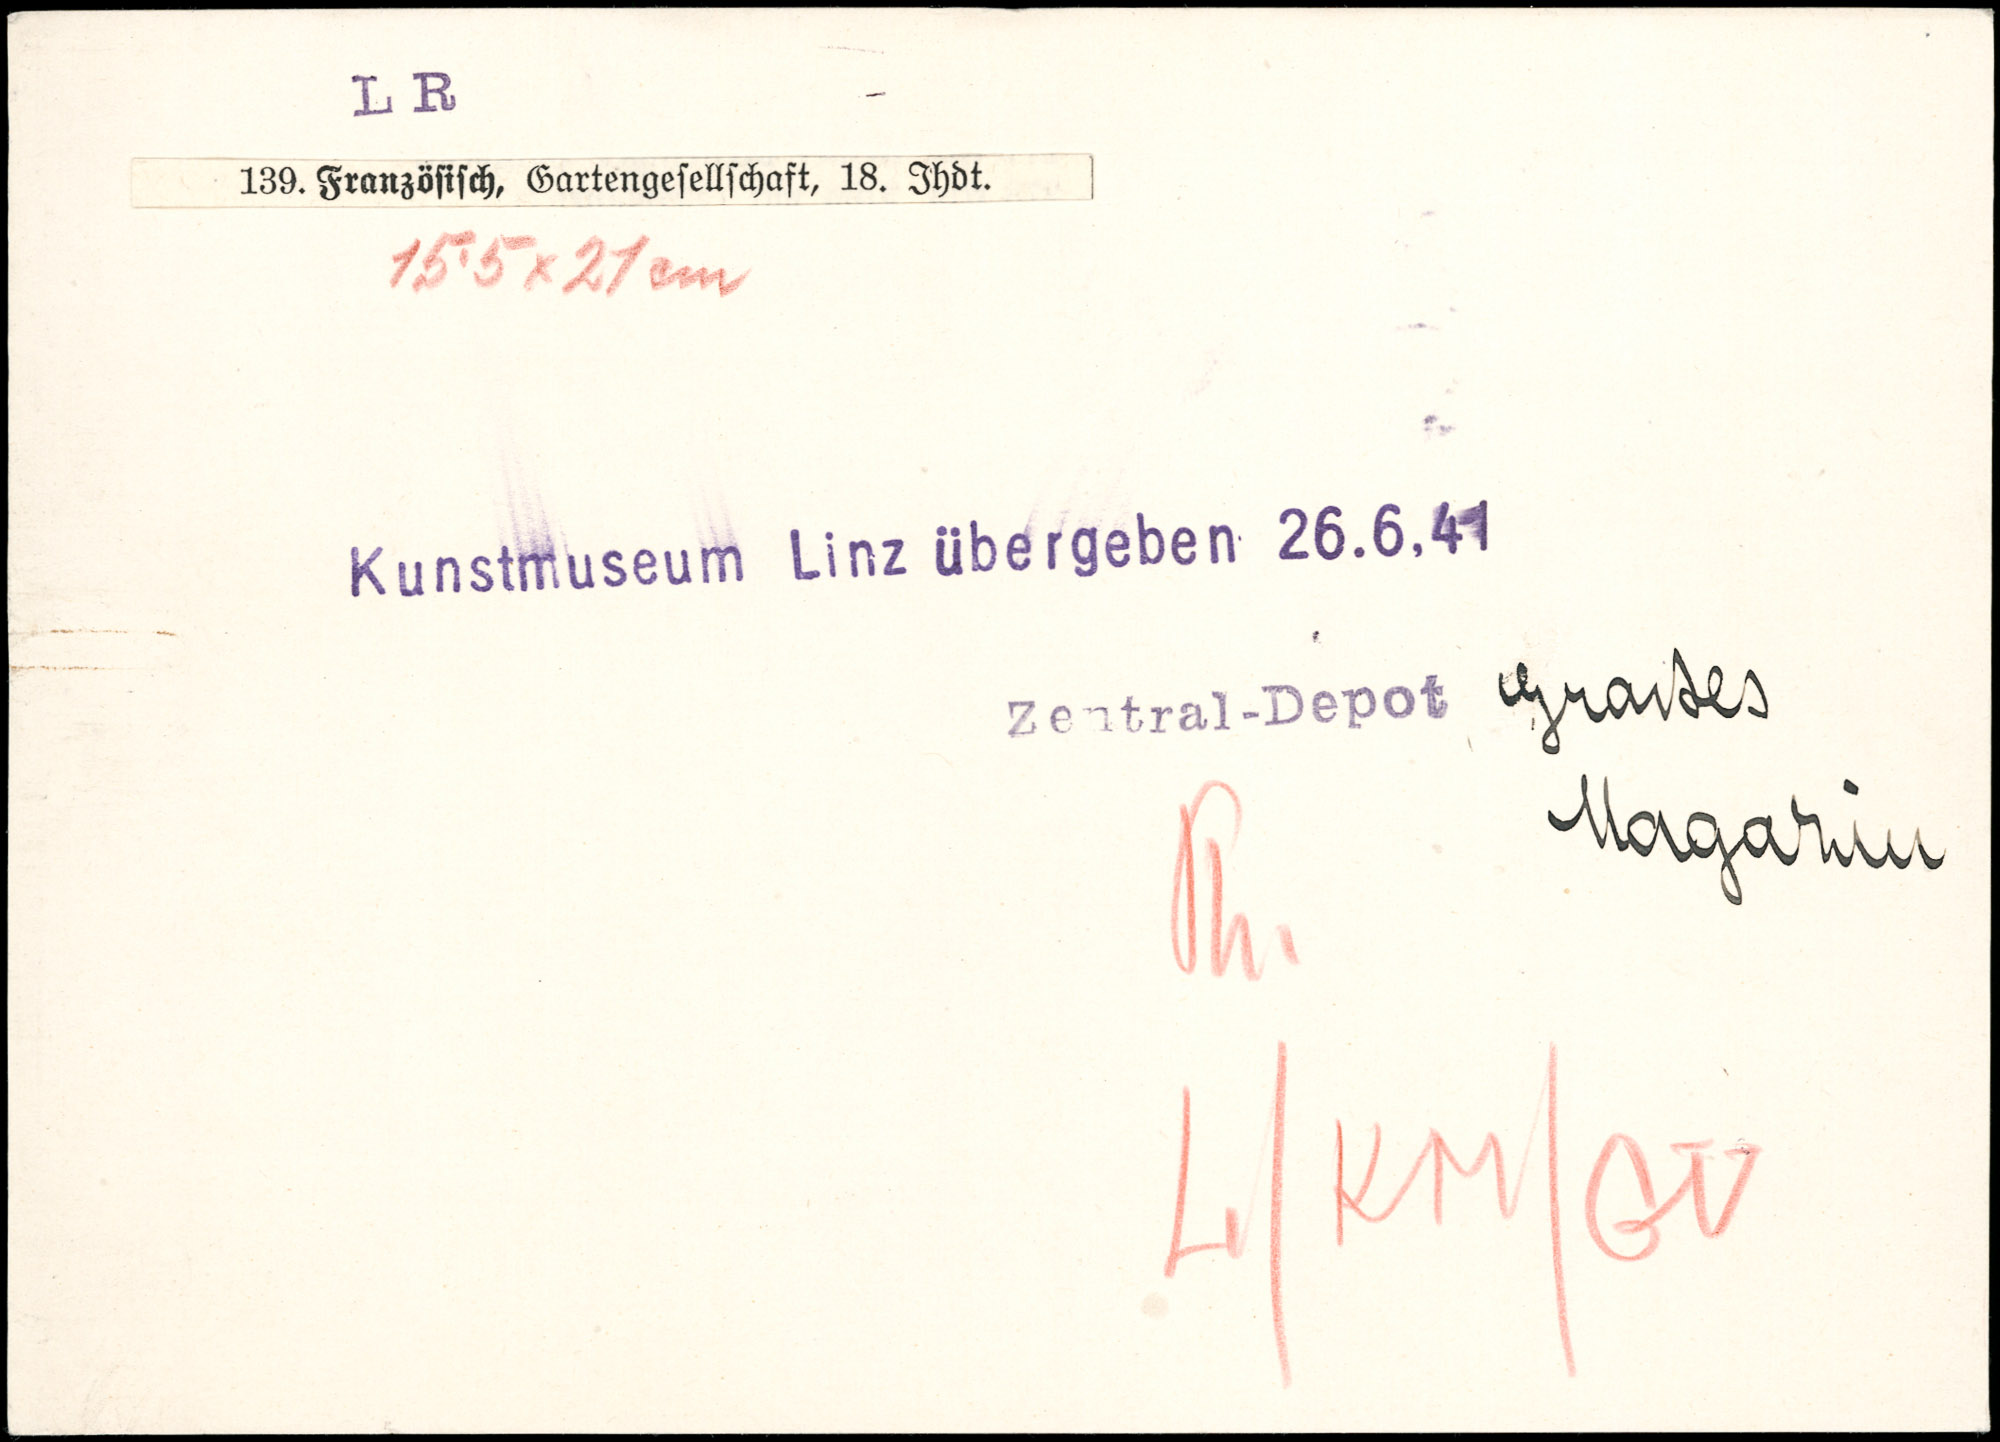 L R
139. Französisch, Gartengesellschaft, 18. Jhdt.
15'5 x 21 cm
Kunstmuseum Linz übergeben 26.6.41
Zentral-Depot
Magazin
Ph.
L/KM/GV